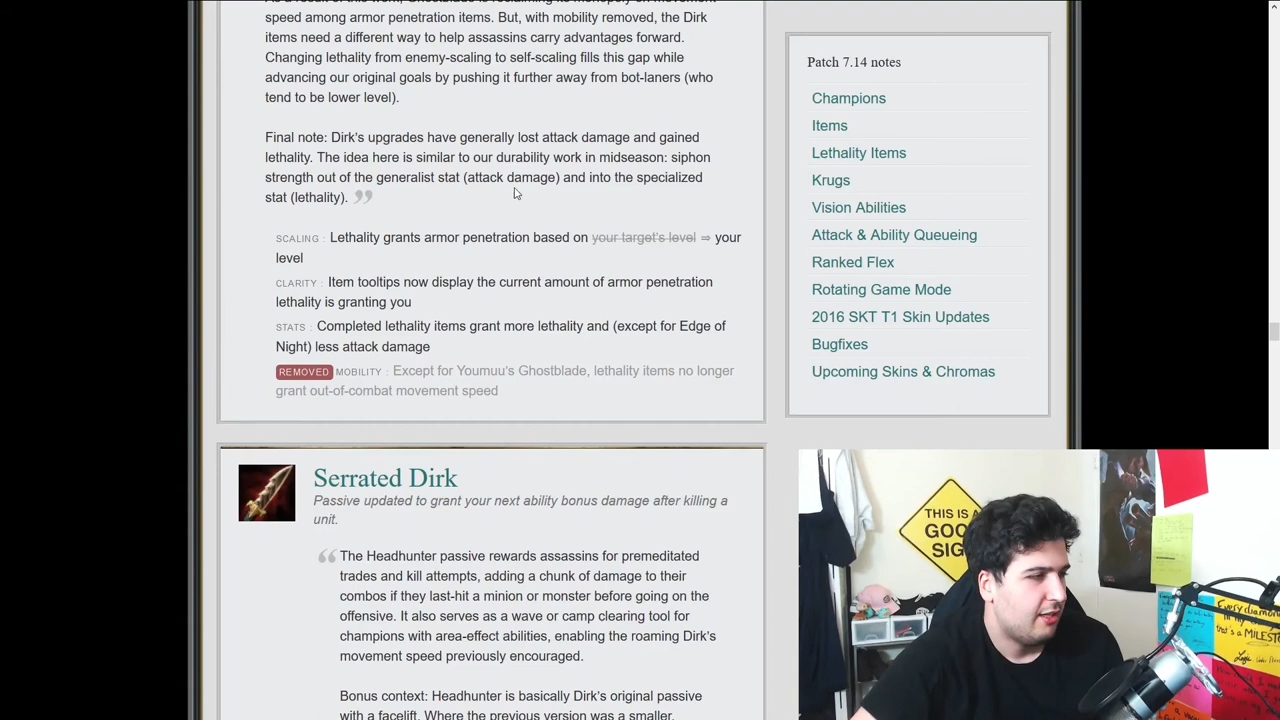 speed among armor penetration items. But, with mobility removed, the Dirk
items need a different way to help assassins carry advantages forward.
Changing lethality from enemy-scaling to self-scaling fills this gap while
advancing our original goals by pushing it further away from bot-laners (who
tend to be lower level).
Final note: Dirk's upgrades have generally lost attack damage and gained
lethality. The idea here is similar to our durability work in midseason: siphon
strength out of the generalist stat (attack damage) and into the specialized
stat (lethality). ”
SCALING : Lethality grants armor penetration based on your target's level ⇒ your
level
CLARITY : Item tooltips now display the current amount of armor penetration
lethality is granting you
STATS : Completed lethality items grant more lethality and (except for Edge of
Night) less attack damage
REMOVED MOBILITY : Except for Youmuu's Ghostblade, lethality items no longer
grant out-of-combat movement speed
Serrated Dirk
Passive updated to grant your next ability bonus damage after killing a
unit.
“ The Headhunter passive rewards assassins for premeditated
trades and kill attempts, adding a chunk of damage to their
combos if they last-hit a minion or monster before going on the
offensive. It also serves as a wave or camp clearing tool for
champions with area-effect abilities, enabling the roaming Dirk's
movement speed previously encouraged.
Bonus context: Headhunter is basically Dirk's original passive
with a facelift. Where the previous version was a smaller,
Patch 7.14 notes
Champions
Items
Lethality Items
Krugs
Vision Abilities
Attack & Ability Queueing
Ranked Flex
Rotating Game Mode
2016 SKT T1 Skin Updates
Bugfixes
Upcoming Skins & Chromas
THIS IS A
GOO
SIG
Every
that's a MILEST